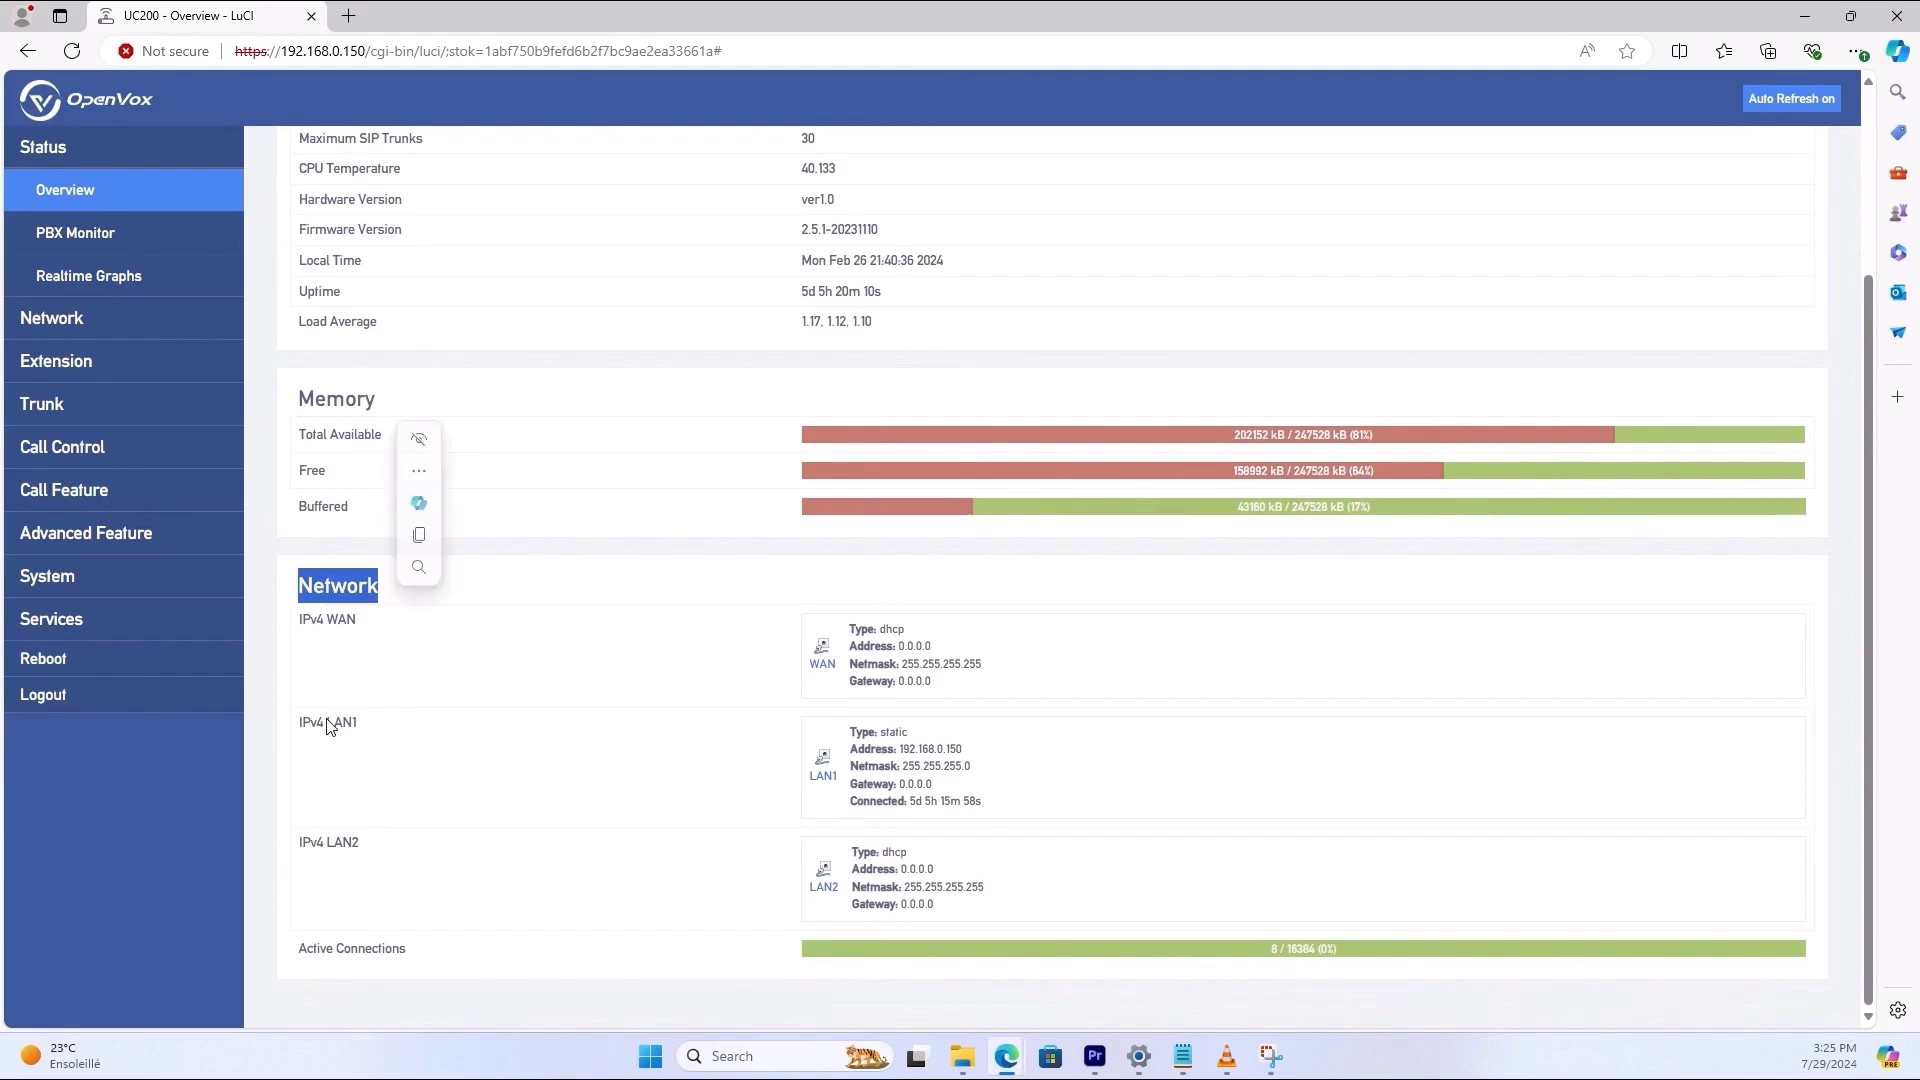 UC200 - Overview - LuCI
Not secure
https://192.168.0.150/cgi-bin/luci/;stok=1abf750b9fefd6b2f7bc9ae2ea33661a#
OpenVox
Auto Refresh on
Status
Overview
PBX Monitor
Realtime Graphs
Network
Extension
Trunk
Call Control
Call Feature
Advanced Feature
System
Services
Reboot
Logout
Maximum SIP Trunks 30
CPU Temperature 40.133
Hardware Version ver1.0
Firmware Version 2.5.1-20231110
Local Time Mon Feb 26 21:40:36 2024
Uptime 5d 5h 20m 10s
Load Average 1.17, 1.12, 1.10
Memory
Total Available 202152 kB / 247528 kB (81%)
Free 158992 kB / 247528 kB (64%)
Buffered 43160 kB / 247528 kB (17%)
Network
IPv4 WAN
WAN
Type: dhcp
Address: 0.0.0.0
Netmask: 255.255.255.255
Gateway: 0.0.0.0
IPv4 LAN1
LAN1
Type: static
Address: 192.168.0.150
Netmask: 255.255.255.0
Gateway: 0.0.0.0
Connected: 5d 5h 15m 58s
IPv4 LAN2
LAN2
Type: dhcp
Address: 0.0.0.0
Netmask: 255.255.255.255
Gateway: 0.0.0.0
Active Connections 8 / 16384 (0%)
23°C
Ensoleillé
Search
Pr
3:25 PM
7/29/2024
PRE